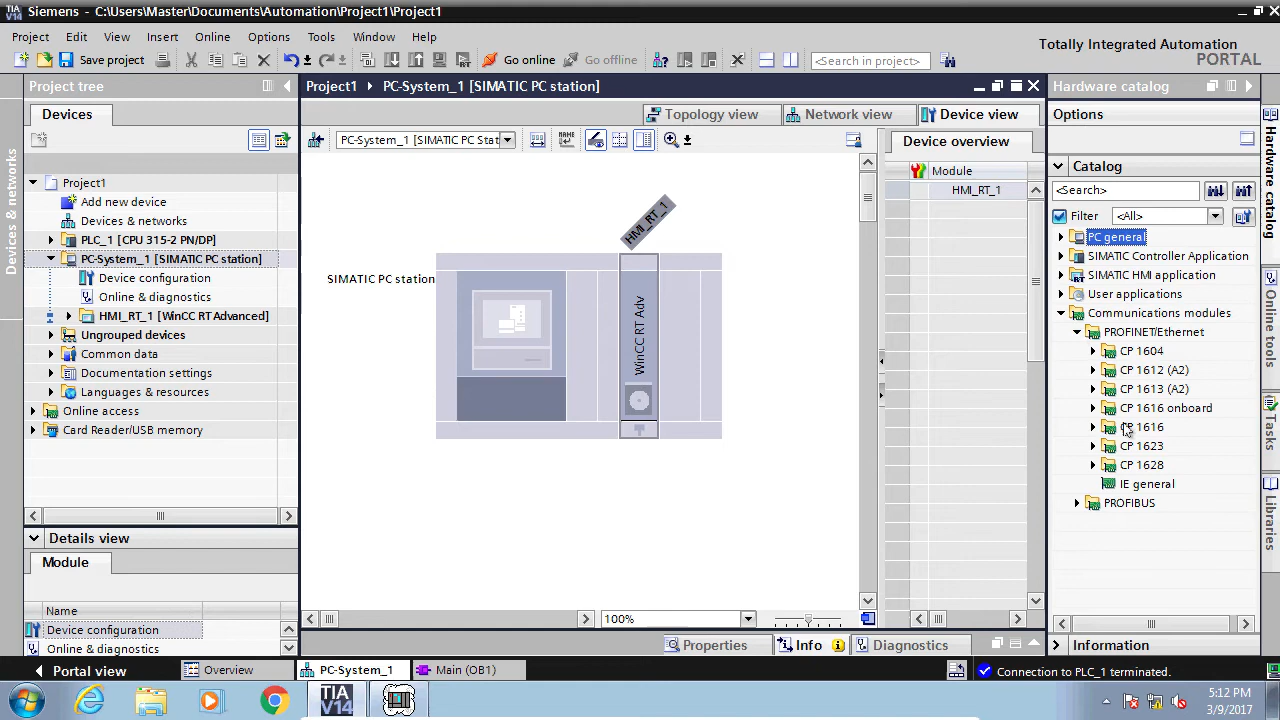 TIA V14 Siemens - C:\Users\Master\Documents\Automation\Project1\Project1
Project Edit View Insert Online Options Tools Window Help
Totally Integrated Automation
PORTAL
Save project Go online Go offline <Search in project>
Project tree
Devices
Devices & networks
Project1
Add new device
Devices & networks
PLC_1 [CPU 315-2 PN/DP]
PC-System_1 [SIMATIC PC station]
Device configuration
Online & diagnostics
HMI_RT_1 [WinCC RT Advanced]
Ungrouped devices
Common data
Documentation settings
Languages & resources
Online access
Card Reader/USB memory
Details view
Module
Name
Device configuration
Online & diagnostics
Project1 PC-System_1 [SIMATIC PC station]
Topology view Network view Device view
PC-System_1 [SIMATIC PC Stat
NAME
HMI_RT_1
SIMATIC PC station
WinCC RT Adv
100%
Device overview
Module
HMI_RT_1
Properties Info Diagnostics
Hardware catalog
Options
Catalog
<Search>
Filter <All>
PC general
SIMATIC Controller Application
SIMATIC HMI application
User applications
Communications modules
PROFINET/Ethernet
CP 1604
CP 1612 (A2)
CP 1613 (A2)
CP 1616 onboard
CP 1616
CP 1623
CP 1628
IE general
PROFIBUS
Information
Hardware catalog
Online tools
Tasks
Libraries
Portal view Overview PC-System_1 Main (OB1)
Connection to PLC_1 terminated.
TIA V14
5:12 PM
3/9/2017